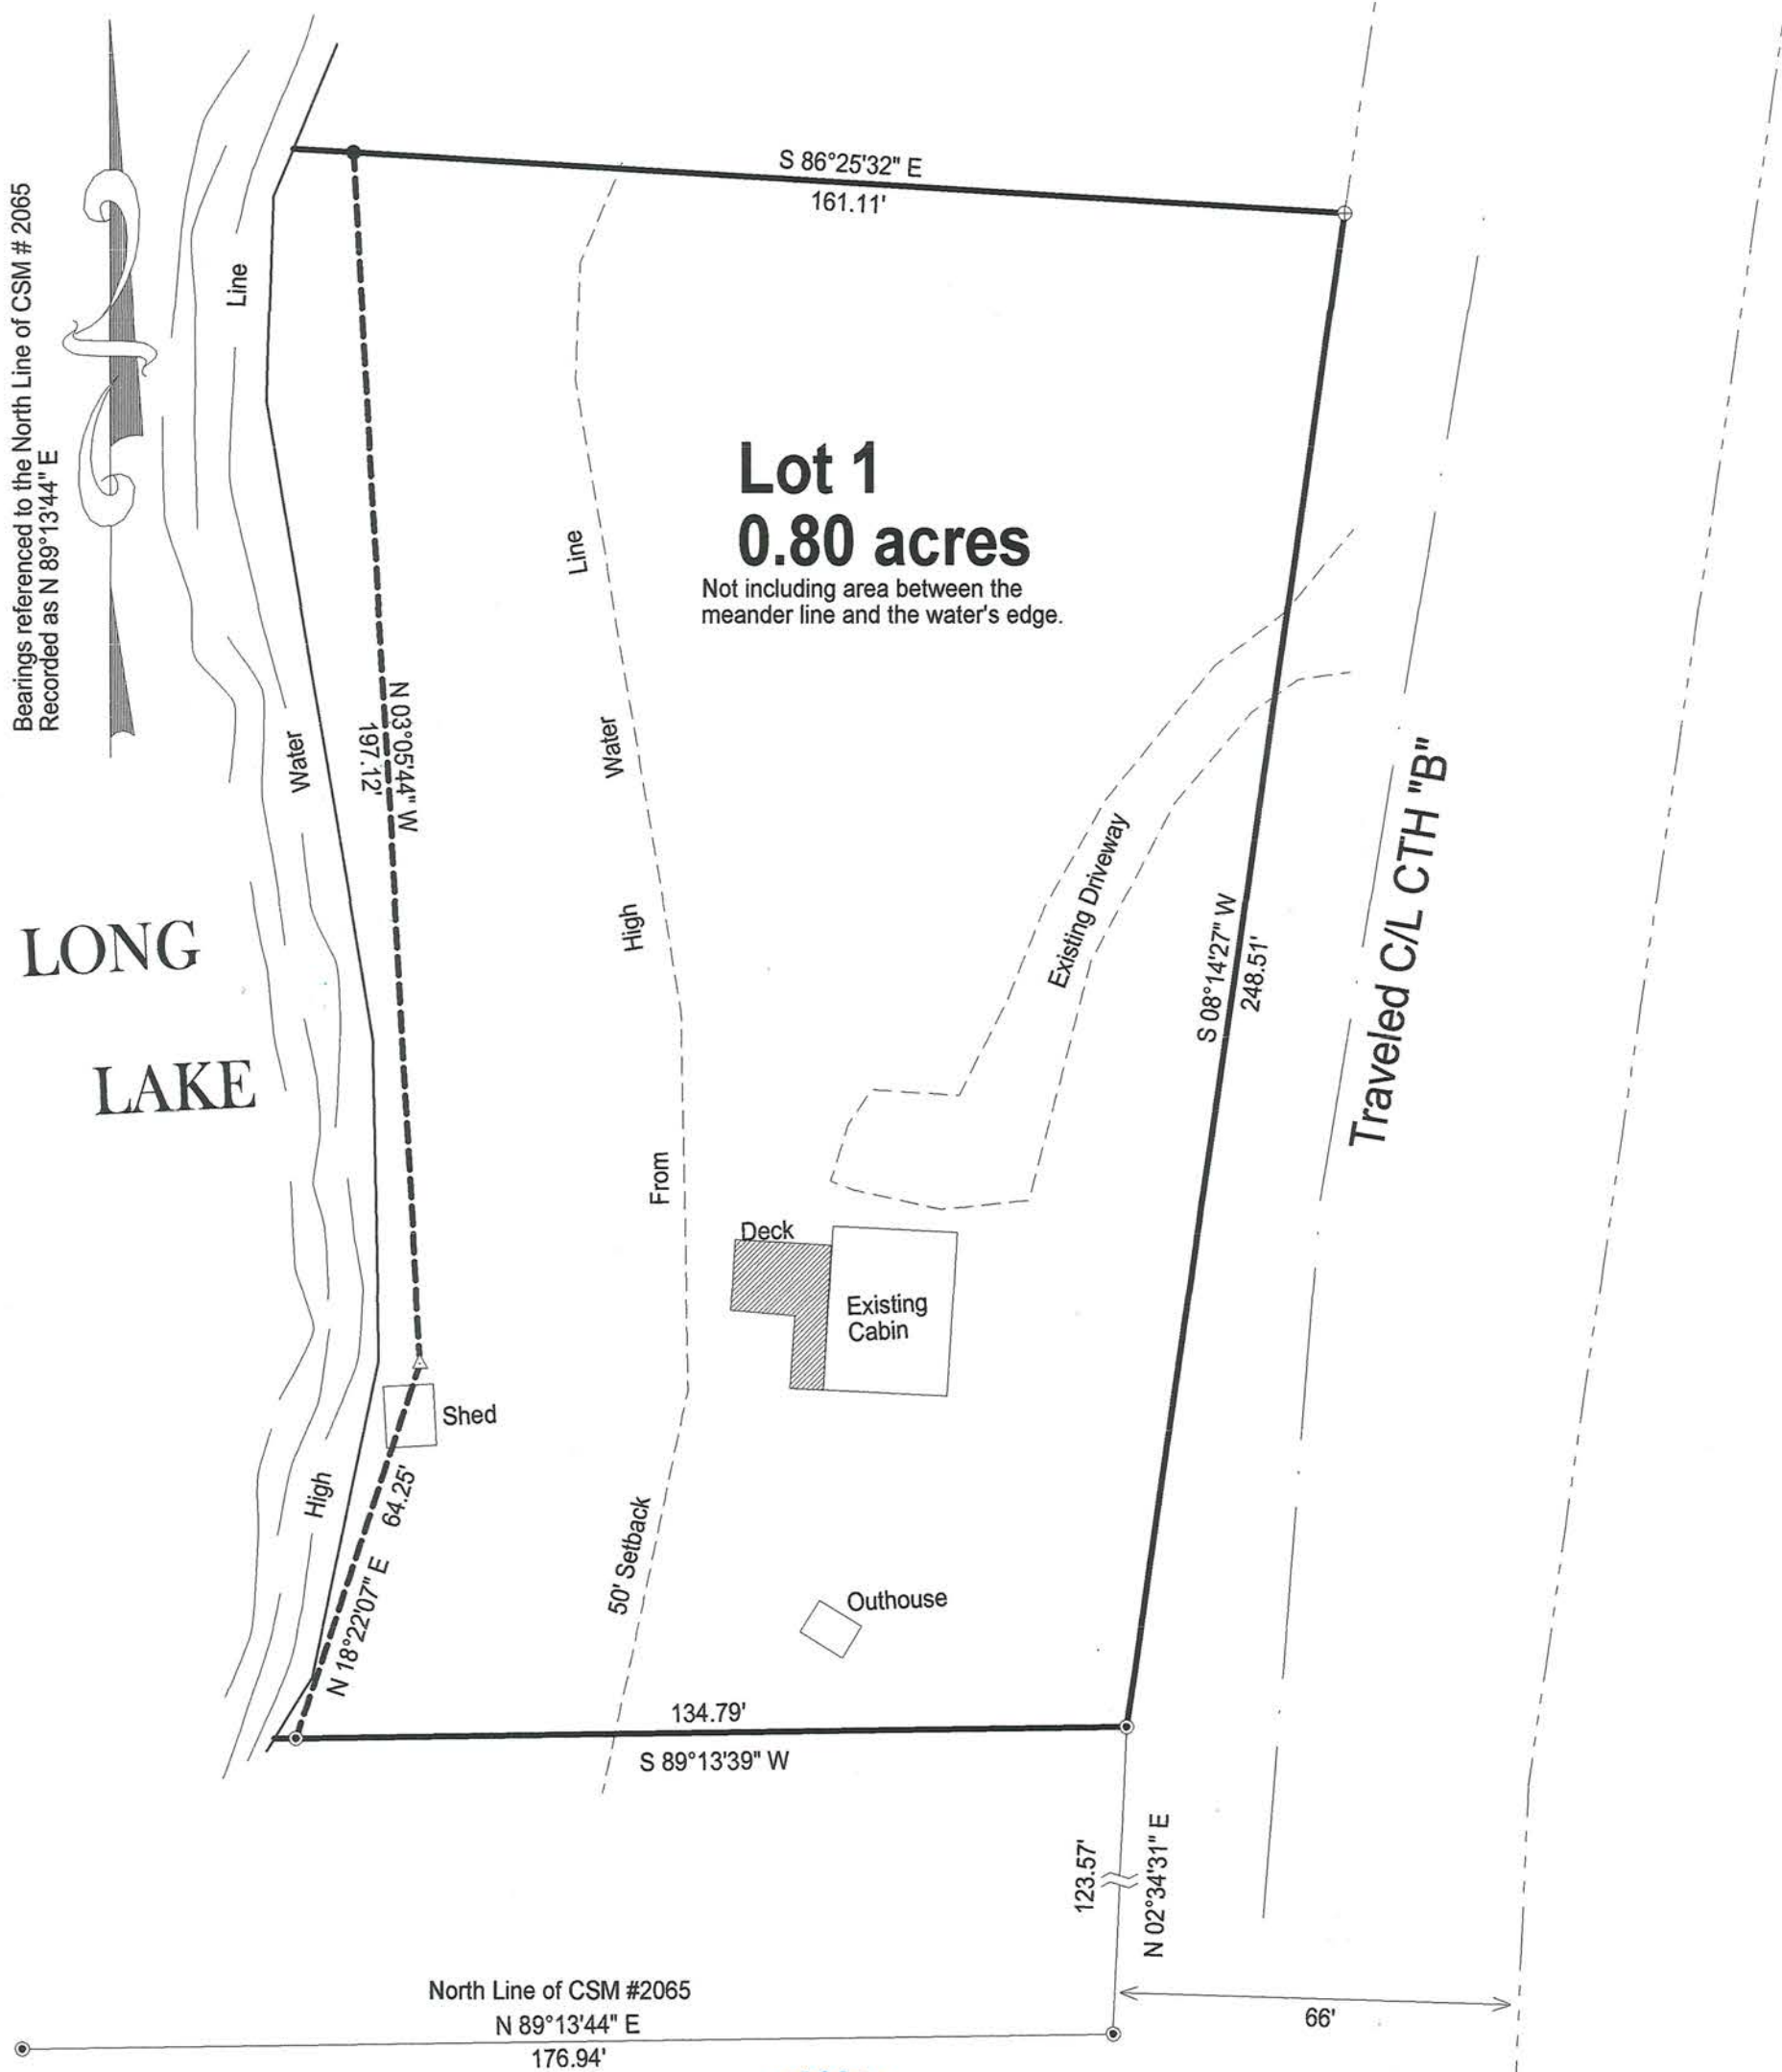 Bearings referenced to the North Line of CSM # 2065
Recorded as N 89°13'44" E
S 86°25'32" E
161.11'
Line
Lot 1
0.80 acres
Not including area between the
meander line and the water's edge.
Line
N 03°05'44" W
197.12'
Water
Water
Existing Driveway
Traveled C/L CTH "B"
High
S 08°14'27" W
248.51'
LONG
LAKE
From
Deck
Existing
Cabin
Shed
High
64.25'
N 18°22'07" E
50' Setback
Outhouse
134.79'
S 89°13'39" W
123.57'
N 02°34'31" E
North Line of CSM #2065
N 89°13'44" E
176.94'
66'